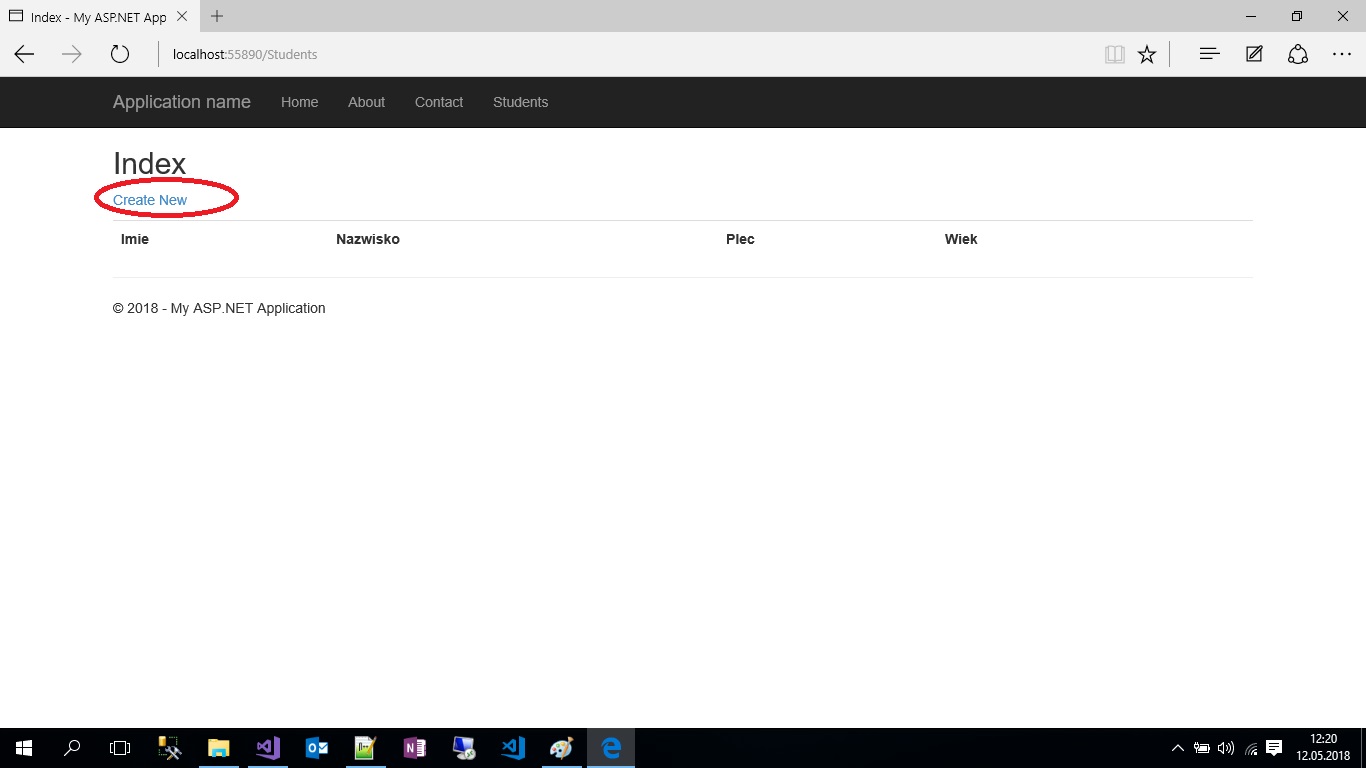 Index - My ASP.NET App
localhost:55890/Students
Application name Home About Contact Students
Index
Create New
Imie Nazwisko Plec Wiek
© 2018 - My ASP.NET Application
12:20
12.05.2018